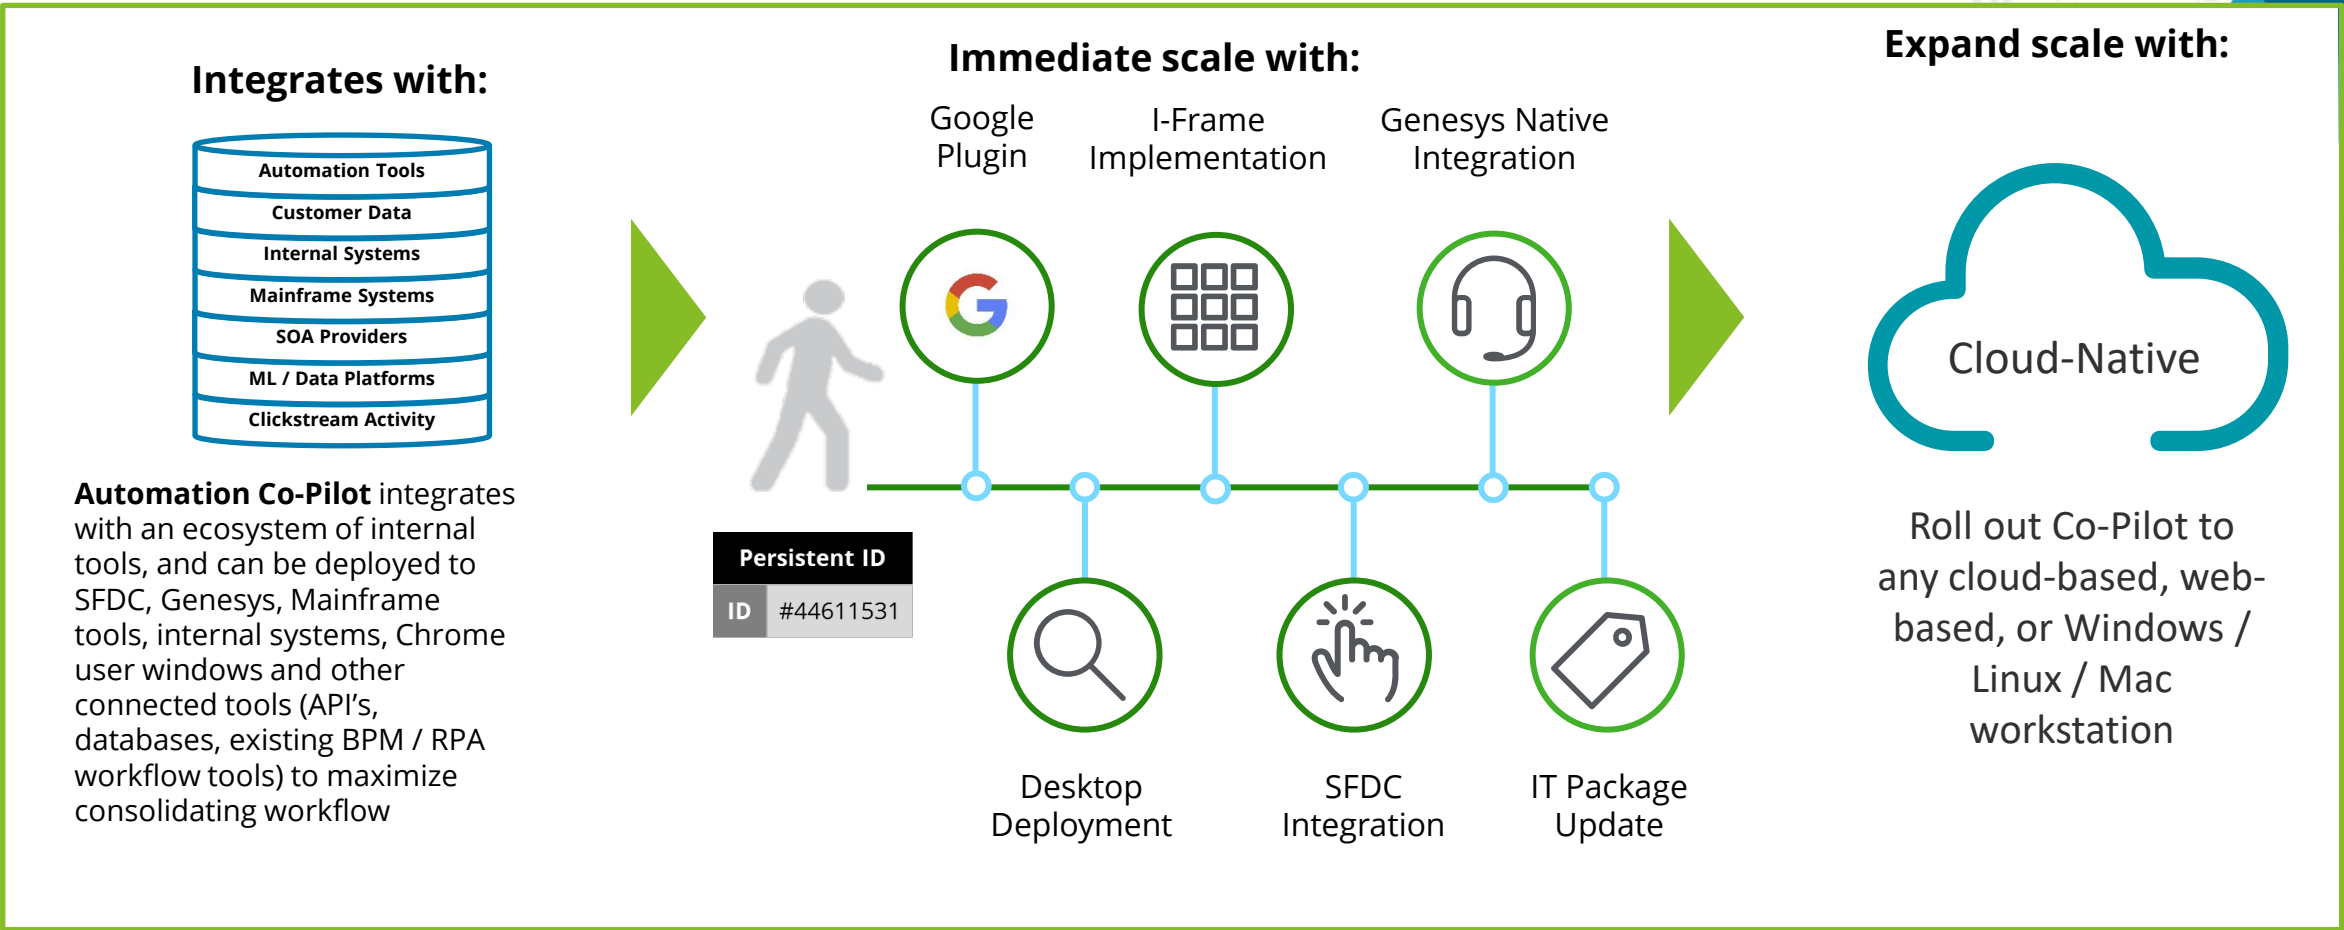 Integrates with:
Automation Tools
Customer Data
Internal Systems
Mainframe Systems
SOA Providers
ML / Data Platforms
Clickstream Activity
Automation Co-Pilot integrates
with an ecosystem of internal
tools, and can be deployed to
SFDC, Genesys, Mainframe
tools, internal systems, Chrome
user windows and other
connected tools (API's,
databases, existing BPM / RPA
workflow tools) to maximize
consolidating workflow
Immediate scale with:
Google
Plugin
I-Frame
Implementation
Genesys Native
Integration
Persistent ID
ID #44611531
Desktop
Deployment
SFDC
Integration
IT Package
Update
Expand scale with:
Cloud-Native
Roll out Co-Pilot to
any cloud-based, web-
based, or Windows /
Linux / Mac
workstation